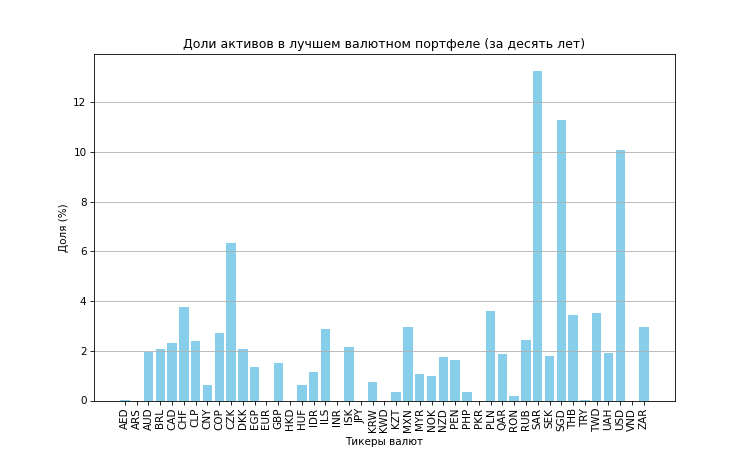 Доли активов в лучшем валютном портфеле (за десять лет)
Доля (%)
12
10
8
6
4
2
0
AED ARS AUD BRL CAD CHF CLP CNY COP CZK DKK EGP EUR GBP HKD HUF IDR ILS INR ISK JPY KRW KWD KZT MXN MYR NOK NZD PEN PHP PKR PLN QAR RON RUB SAR SEK SGD THB TRY TWD UAH USD VND ZAR
Тикеры валют